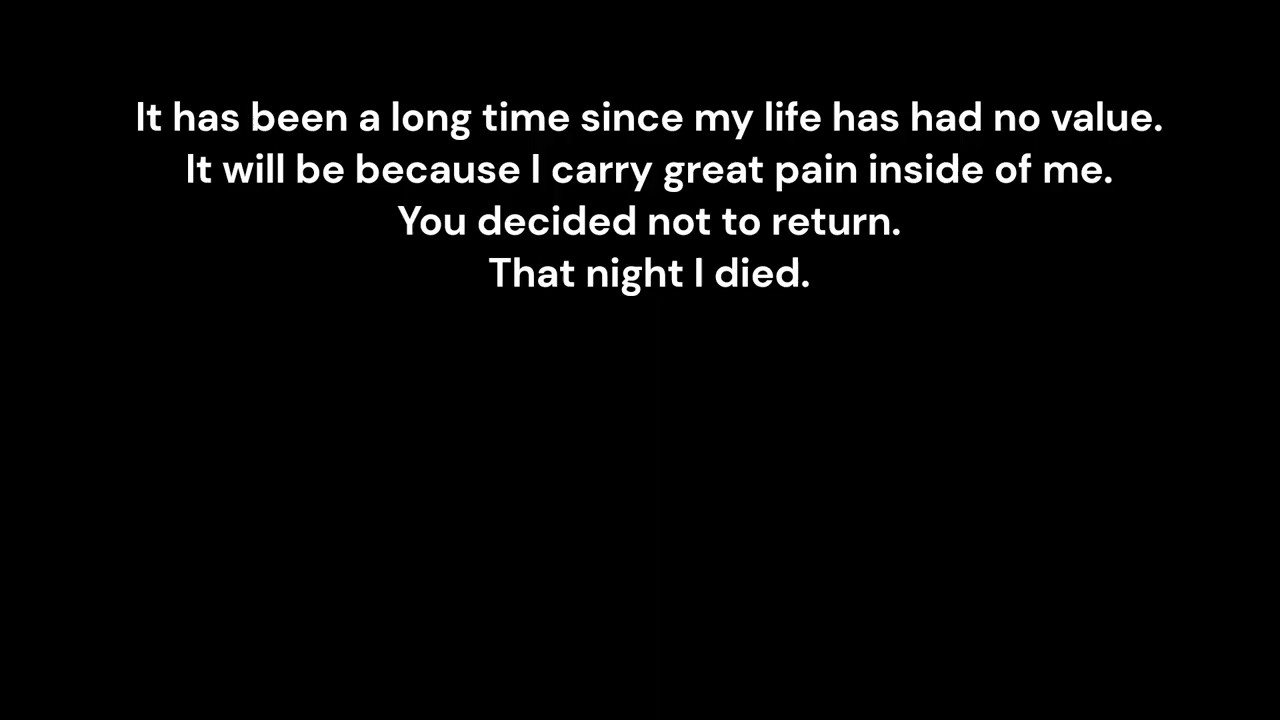 It has been a long time since my life has had no value.
It will be because I carry great pain inside of me.
You decided not to return.
That night I died.